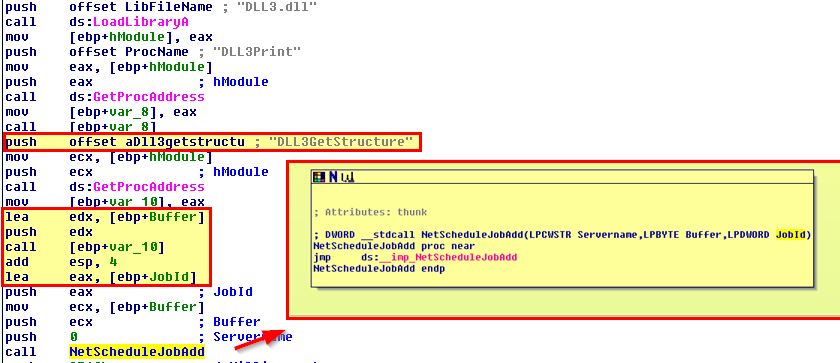 push offset LibFileName ; "DLL3.dll"
call ds:LoadLibraryA
mov [ebp+hModule], eax
push offset ProcName ; "DLL3Print"
mov eax, [ebp+hModule]
push eax ; hModule
call ds:GetProcAddress
mov [ebp+var_8], eax
call [ebp+var_8]
push offset aDll3getstructu ; "DLL3GetStructure"
mov ecx, [ebp+hModule]
push ecx ; hModule
call ds:GetProcAddress
mov [ebp+var_10], eax
lea edx, [ebp+Buffer]
push edx
call [ebp+var_10]
add esp, 4
lea eax, [ebp+JobId]
push eax ; JobId
mov ecx, [ebp+Buffer]
push ecx ; Buffer
push 0 ; Servername
call NetScheduleJobAdd
; Attributes: thunk
; DWORD __stdcall NetScheduleJobAdd(LPCWSTR Servername,LPBYTE Buffer,LPDWORD JobId)
NetScheduleJobAdd proc near
jmp ds:__imp_NetScheduleJobAdd
NetScheduleJobAdd endp